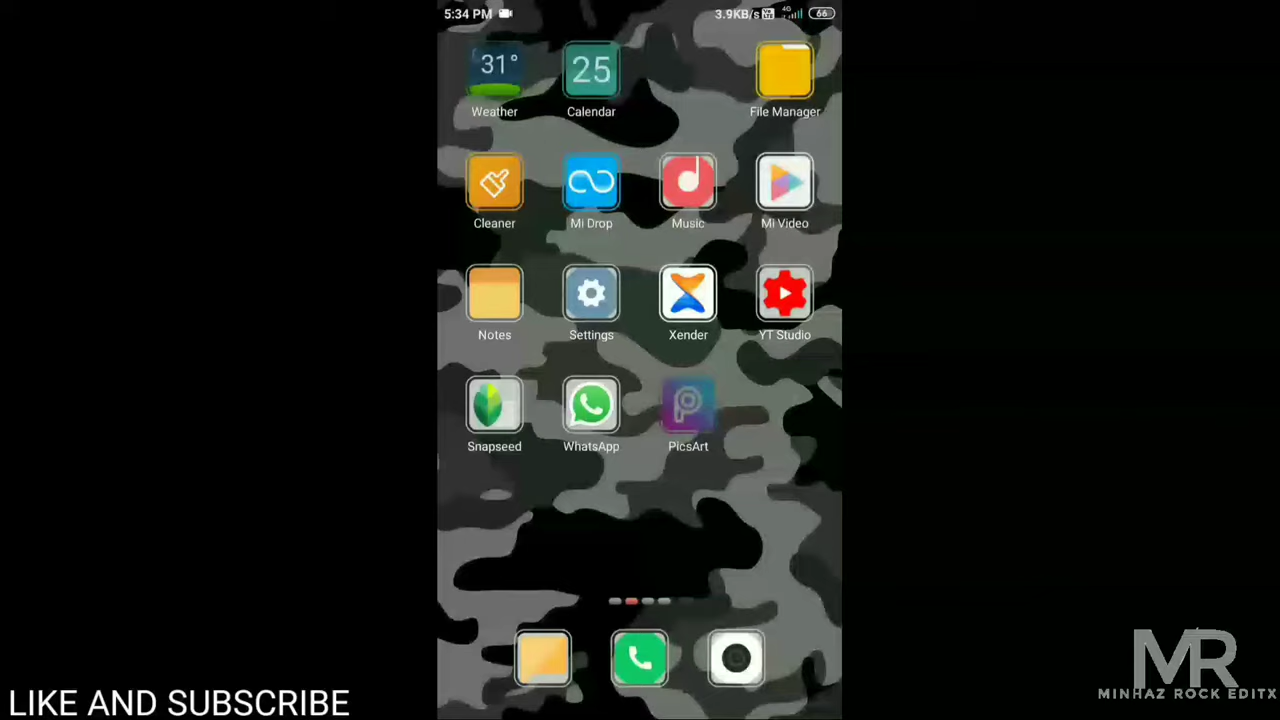 5:34 PM 3.9KB/s 4G 66
31°
25
Weather Calendar File Manager
Cleaner Mi Drop Music Mi Video
Notes Settings Xender YT Studio
Snapseed WhatsApp PicsArt
MR
MINHAZ ROCK EDITX
LIKE AND SUBSCRIBE